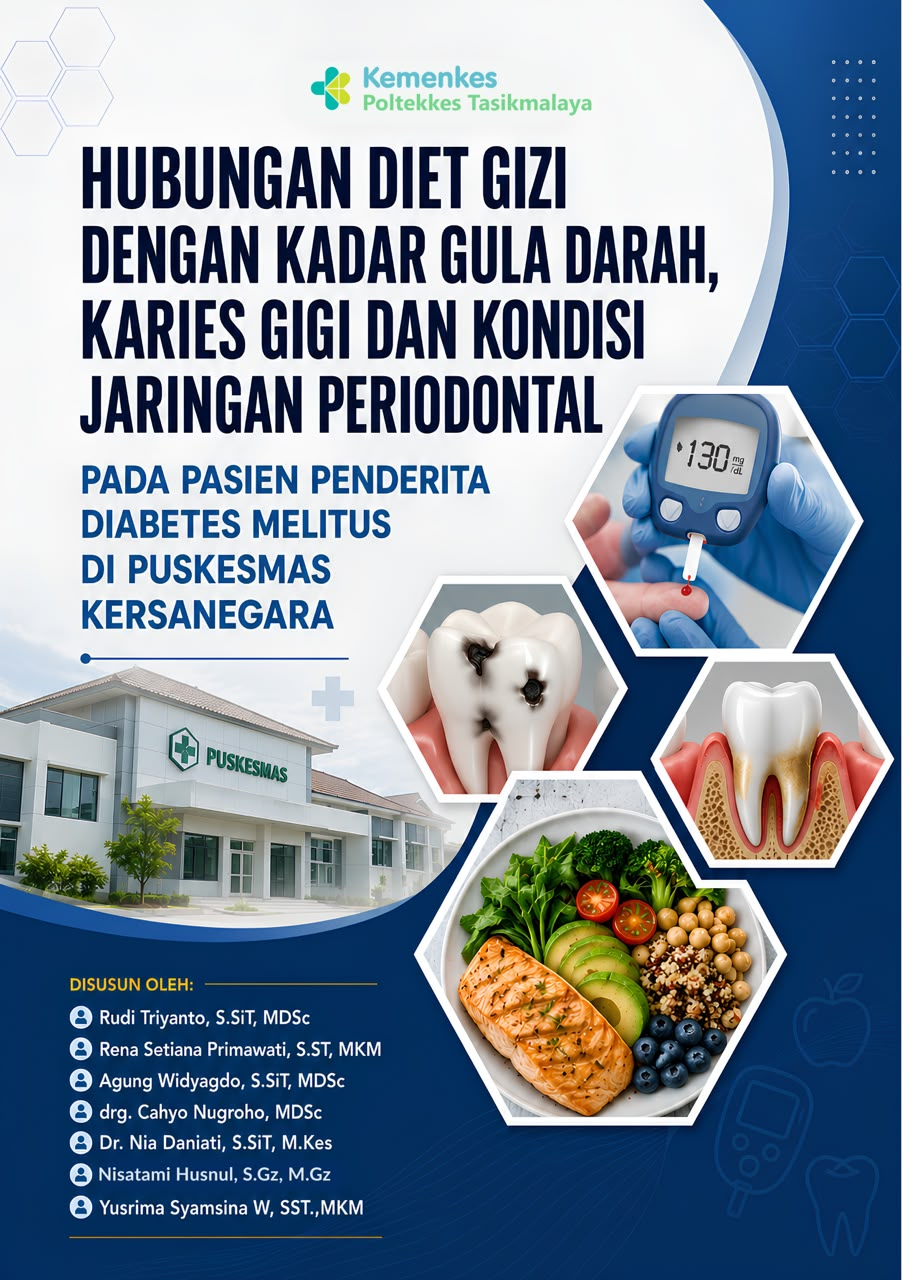 Kemenkes
Poltekkes Tasikmalaya
HUBUNGAN DIET GIZI
DENGAN KADAR GULA DARAH,
KARIES GIGI DAN KONDISI
JARINGAN PERIODONTAL
PADA PASIEN PENDERITA
DIABETES MELITUS
DI PUSKESMAS
KERSANEGARA
130 mg/dL
PUSKESMAS
DISUSUN OLEH:
Rudi Triyanto, S.SiT, MDSc
Rena Setiana Primawati, S.ST, MKM
Agung Widyagdo, S.SiT, MDSc
drg. Cahyo Nugroho, MDSc
Dr. Nia Daniati, S.SiT, M.Kes
Nisatami Husnul, S.Gz, M.Gz
Yusrima Syamsina W, SST.,MKM